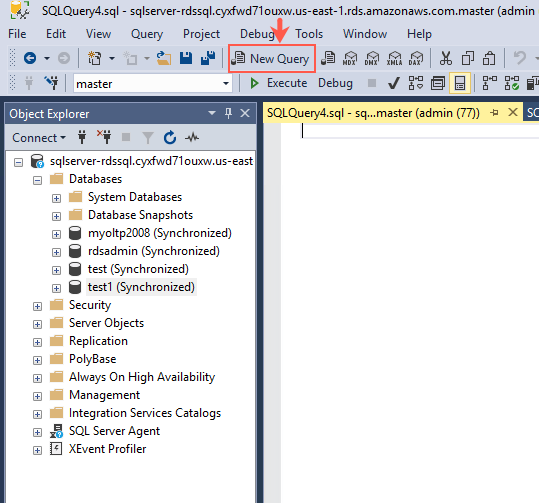 SQLQuery4.sql - sqlserver-rdssql.cyxfwd71ouxw.us-east-1.rds.amazonaws.com.master (admin
File Edit View Query Project Debug Tools Window Help
New Query MDX DMX XMLA DAX
master Execute Debug
Object Explorer
SQLQuery4.sql - sq...master (admin (77)) SQ
Connect
sqlserver-rdssql.cyxfwd71ouxw.us-east
Databases
System Databases
Database Snapshots
myoltp2008 (Synchronized)
rdsadmin (Synchronized)
test (Synchronized)
test1 (Synchronized)
Security
Server Objects
Replication
PolyBase
Always On High Availability
Management
Integration Services Catalogs
SQL Server Agent
XEvent Profiler